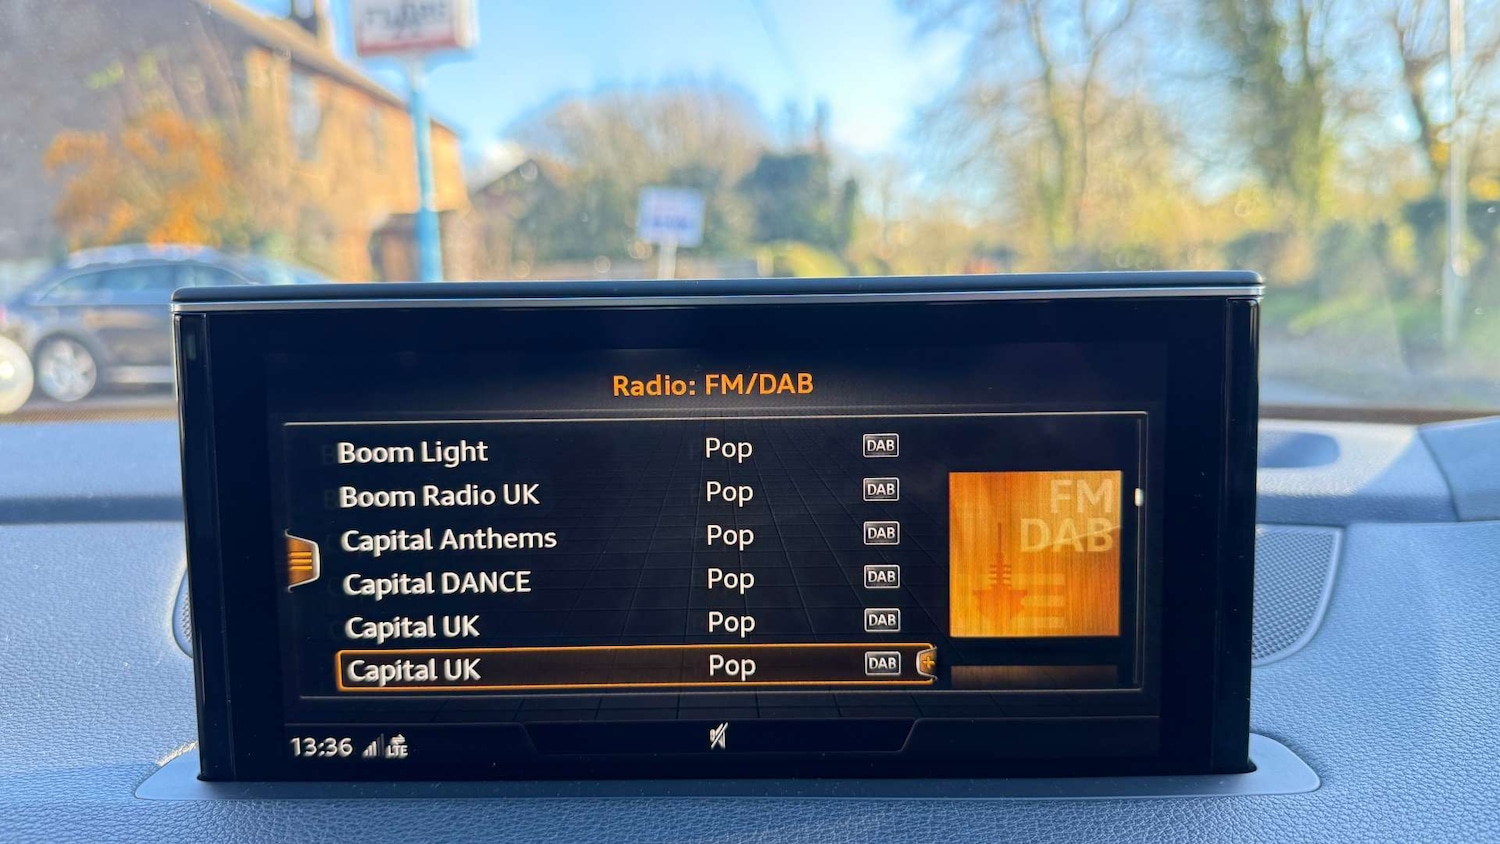 Radio: FM/DAB
Boom Light Pop DAB
Boom Radio UK Pop DAB
Capital Anthems Pop DAB
Capital DANCE Pop DAB
Capital UK Pop DAB
Capital UK Pop DAB
FM
DAB
13:36 LTE